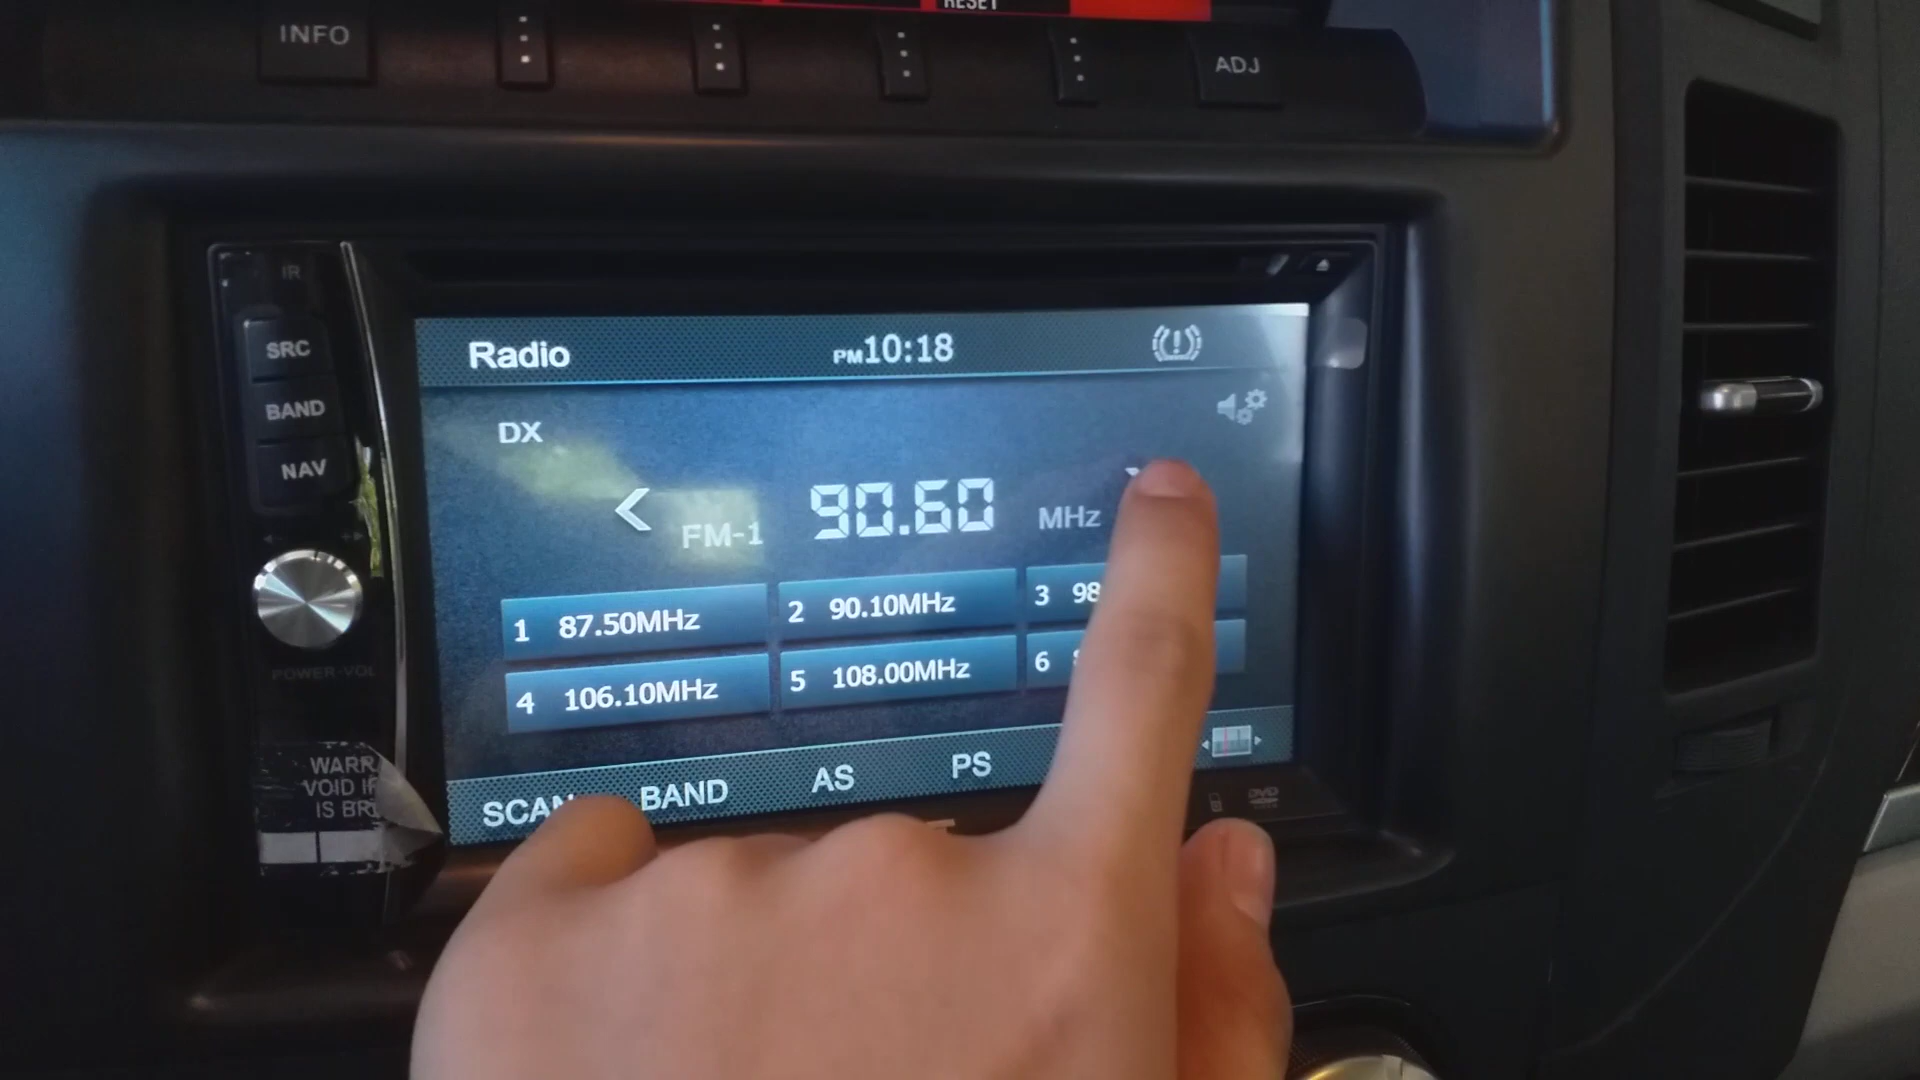 RESET
INFO
ADJ
IR
SRC
BAND
NAV
POWER-VOL
WARR
VOID IF
IS BR
Radio
PM 10:18
DX
FM-1 90.60 MHz
1 87.50MHz
2 90.10MHz
3 98
4 106.10MHz
5 108.00MHz
6
SCAN
BAND
AS
PS
DVD